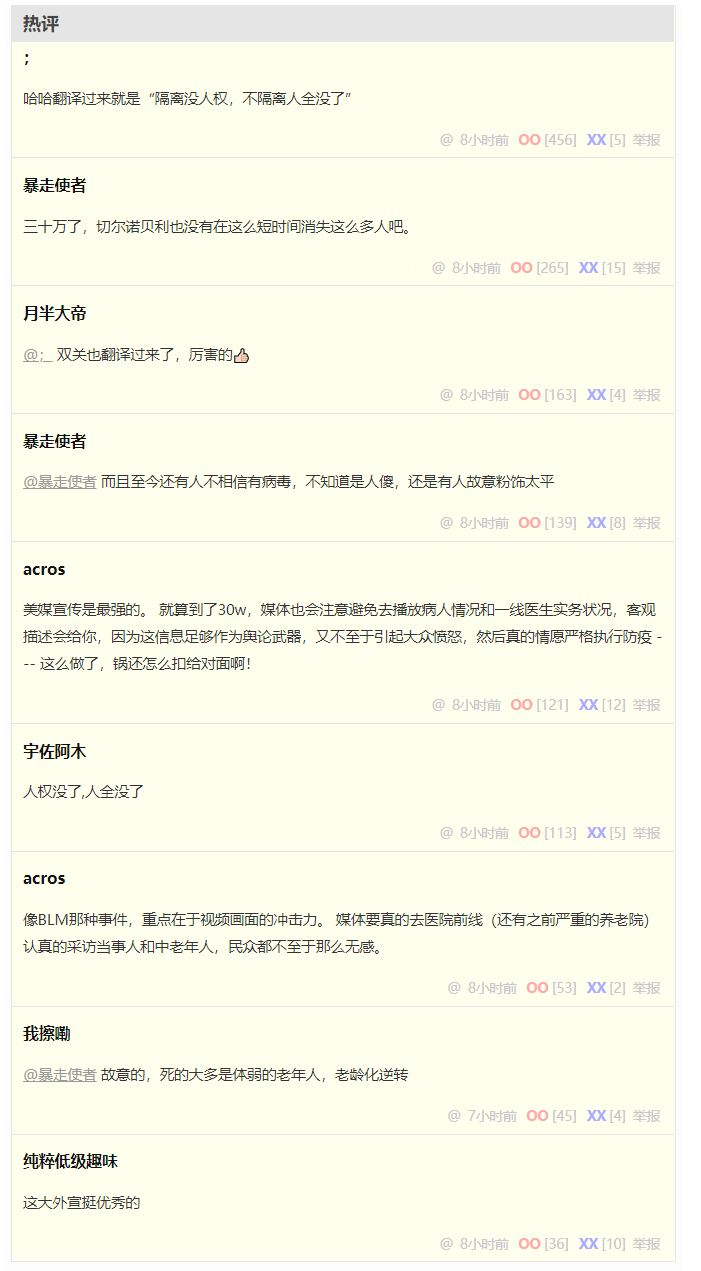 热评
;
哈哈翻译过来就是“隔离没人权，不隔离人全没了”
@ 8小时前 OO [456] XX [5] 举报
暴走使者
三十万了，切尔诺贝利也没有在这么短时间消失这么多人吧。
@ 8小时前 OO [265] XX [15] 举报
月半大帝
@; 双关也翻译过来了，厉害的👍
@ 8小时前 OO [163] XX [4] 举报
暴走使者
@暴走使者 而且至今还有人不相信有病毒，不知道是人傻，还是有人故意粉饰太平
@ 8小时前 OO [139] XX [8] 举报
acros
美媒宣传是最强的。 就算到了30w，媒体也会注意避免去播放病人情况和一线医生实务状况，客观
描述会给你，因为这信息足够作为舆论武器，又不至于引起大众愤怒，然后真的情愿严格执行防疫 -
-- 这么做了，锅还怎么扣给对面啊！
@ 8小时前 OO [121] XX [12] 举报
宇佐阿木
人权没了,人全没了
@ 8小时前 OO [113] XX [5] 举报
acros
像BLM那种事件，重点在于视频画面的冲击力。 媒体要真的去医院前线（还有之前严重的养老院）
认真的采访当事人和中老年人，民众都不至于那么无感。
@ 8小时前 OO [53] XX [2] 举报
我擦嘞
@暴走使者 故意的，死的大多是体弱的老年人，老龄化逆转
@ 7小时前 OO [45] XX [4] 举报
纯粹低级趣味
这大外宣挺优秀的
@ 8小时前 OO [36] XX [10] 举报